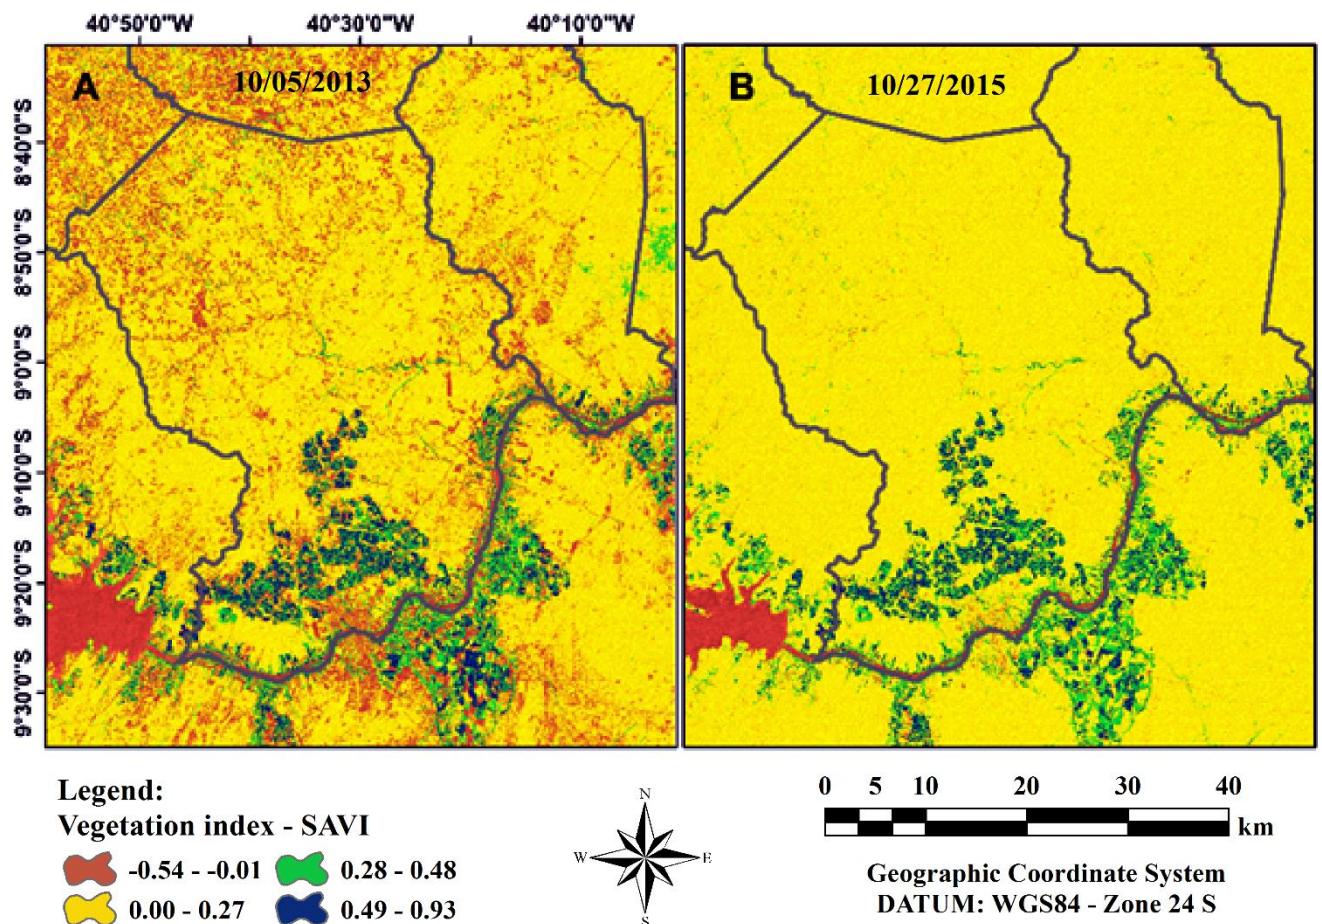 40°50'0"W 40°30'0"W 40°10'0"W
A 10/05/2013
B 10/27/2015
8°40'0"S
8°50'0"S
9°0'0"S
9°10'0"S
9°20'0"S
9°30'0"S
Legend:
Vegetation index - SAVI
-0.54 - -0.01
0.28 - 0.48
0.00 - 0.27
0.49 - 0.93
N
W E
S
0 5 10 20 30 40
km
Geographic Coordinate System
DATUM: WGS84 - Zone 24 S